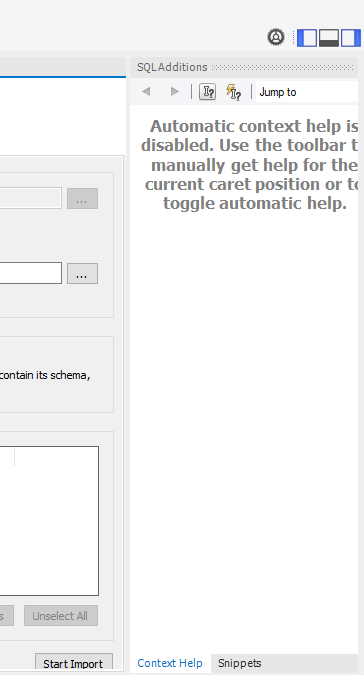 SQLAdditions
Jump to
Automatic context help is
disabled. Use the toolbar t
manually get help for the
current caret position or to
toggle automatic help.
...
...
contain its schema,
s
Unselect All
Start Import
Context Help
Snippets